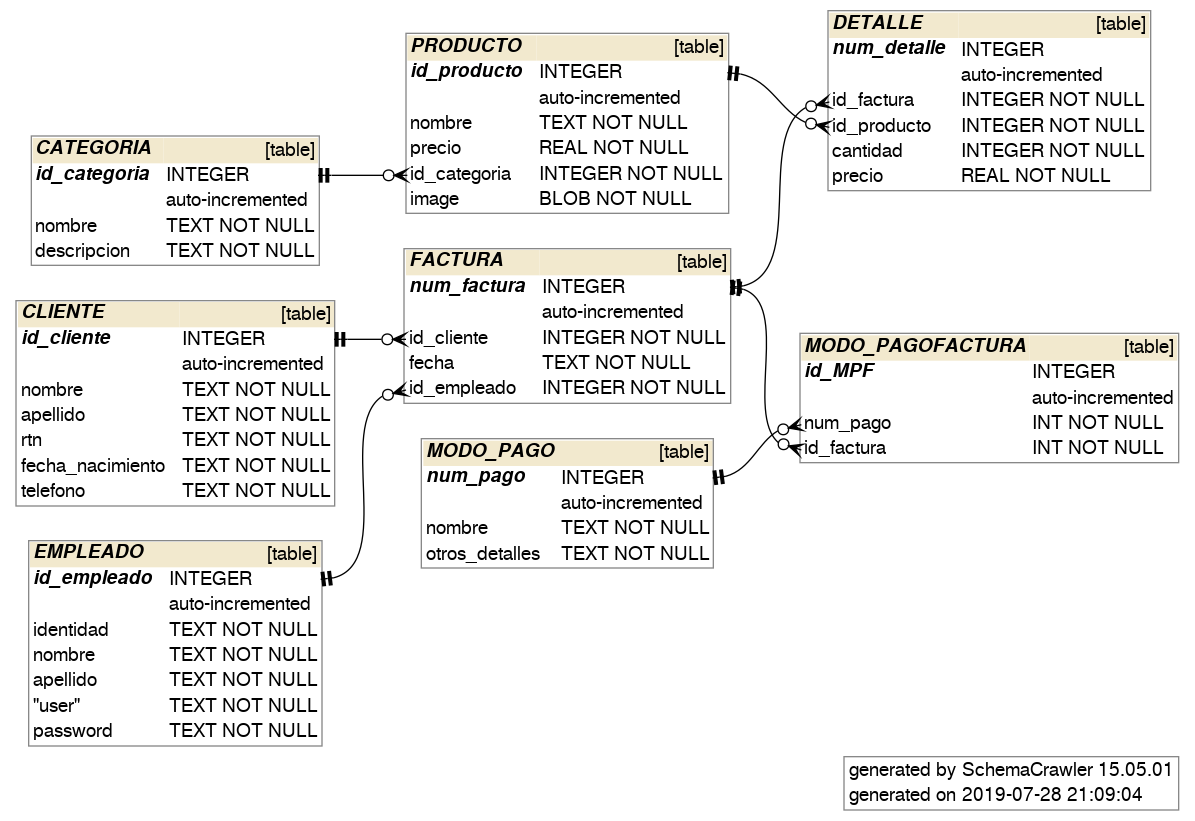 CATEGORIA [table]
id_categoria INTEGER
auto-incremented
nombre TEXT NOT NULL
descripcion TEXT NOT NULL
CLIENTE [table]
id_cliente INTEGER
auto-incremented
nombre TEXT NOT NULL
apellido TEXT NOT NULL
rtn TEXT NOT NULL
fecha_nacimiento TEXT NOT NULL
telefono TEXT NOT NULL
EMPLEADO [table]
id_empleado INTEGER
auto-incremented
identidad TEXT NOT NULL
nombre TEXT NOT NULL
apellido TEXT NOT NULL
"user" TEXT NOT NULL
password TEXT NOT NULL
PRODUCTO [table]
id_producto INTEGER
auto-incremented
nombre TEXT NOT NULL
precio REAL NOT NULL
id_categoria INTEGER NOT NULL
image BLOB NOT NULL
FACTURA [table]
num_factura INTEGER
auto-incremented
id_cliente INTEGER NOT NULL
fecha TEXT NOT NULL
id_empleado INTEGER NOT NULL
MODO_PAGO [table]
num_pago INTEGER
auto-incremented
nombre TEXT NOT NULL
otros_detalles TEXT NOT NULL
DETALLE [table]
num_detalle INTEGER
auto-incremented
id_factura INTEGER NOT NULL
id_producto INTEGER NOT NULL
cantidad INTEGER NOT NULL
precio REAL NOT NULL
MODO_PAGOFACTURA [table]
id_MPF INTEGER
auto-incremented
num_pago INT NOT NULL
id_factura INT NOT NULL
generated by SchemaCrawler 15.05.01
generated on 2019-07-28 21:09:04